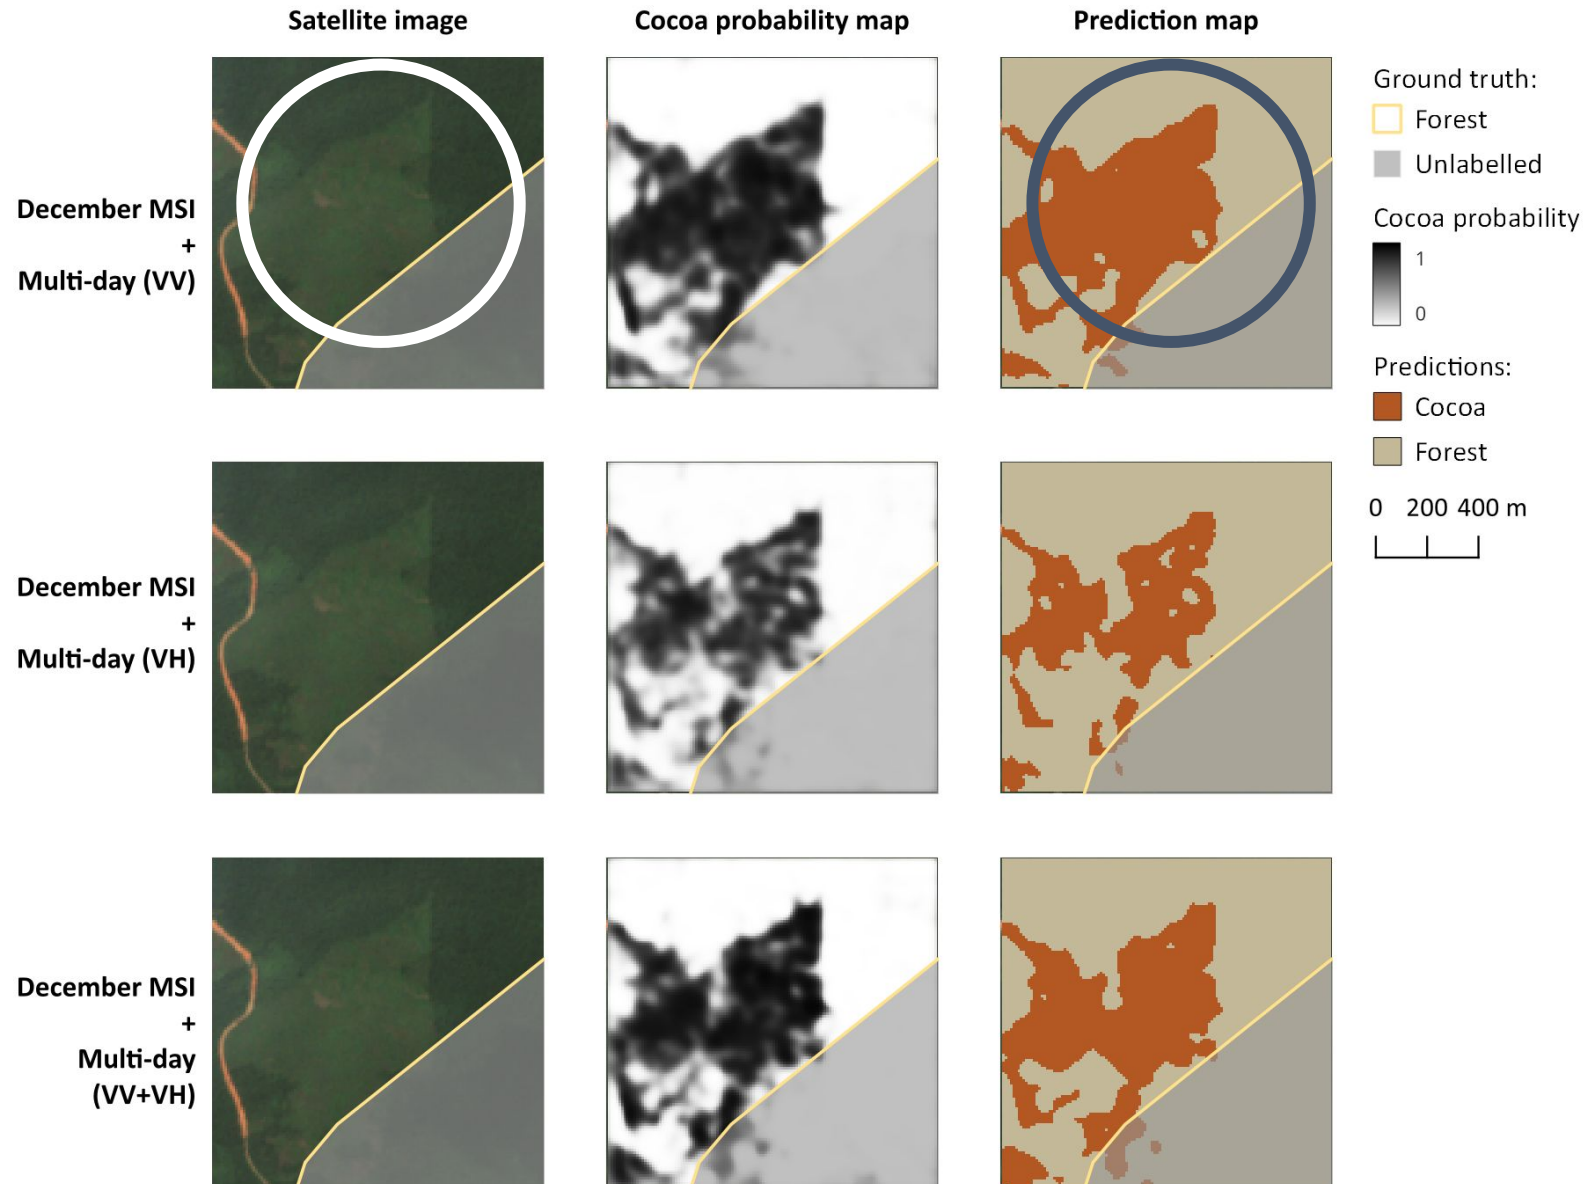 Satellite image
Cocoa probability map
Prediction map
December MSI
+
Multi-day (VV)
Ground truth:
Forest
Unlabelled
Cocoa probability
1
0
Predictions:
Cocoa
Forest
0 200 400 m
December MSI
+
Multi-day (VH)
December MSI
+
Multi-day
(VV+VH)